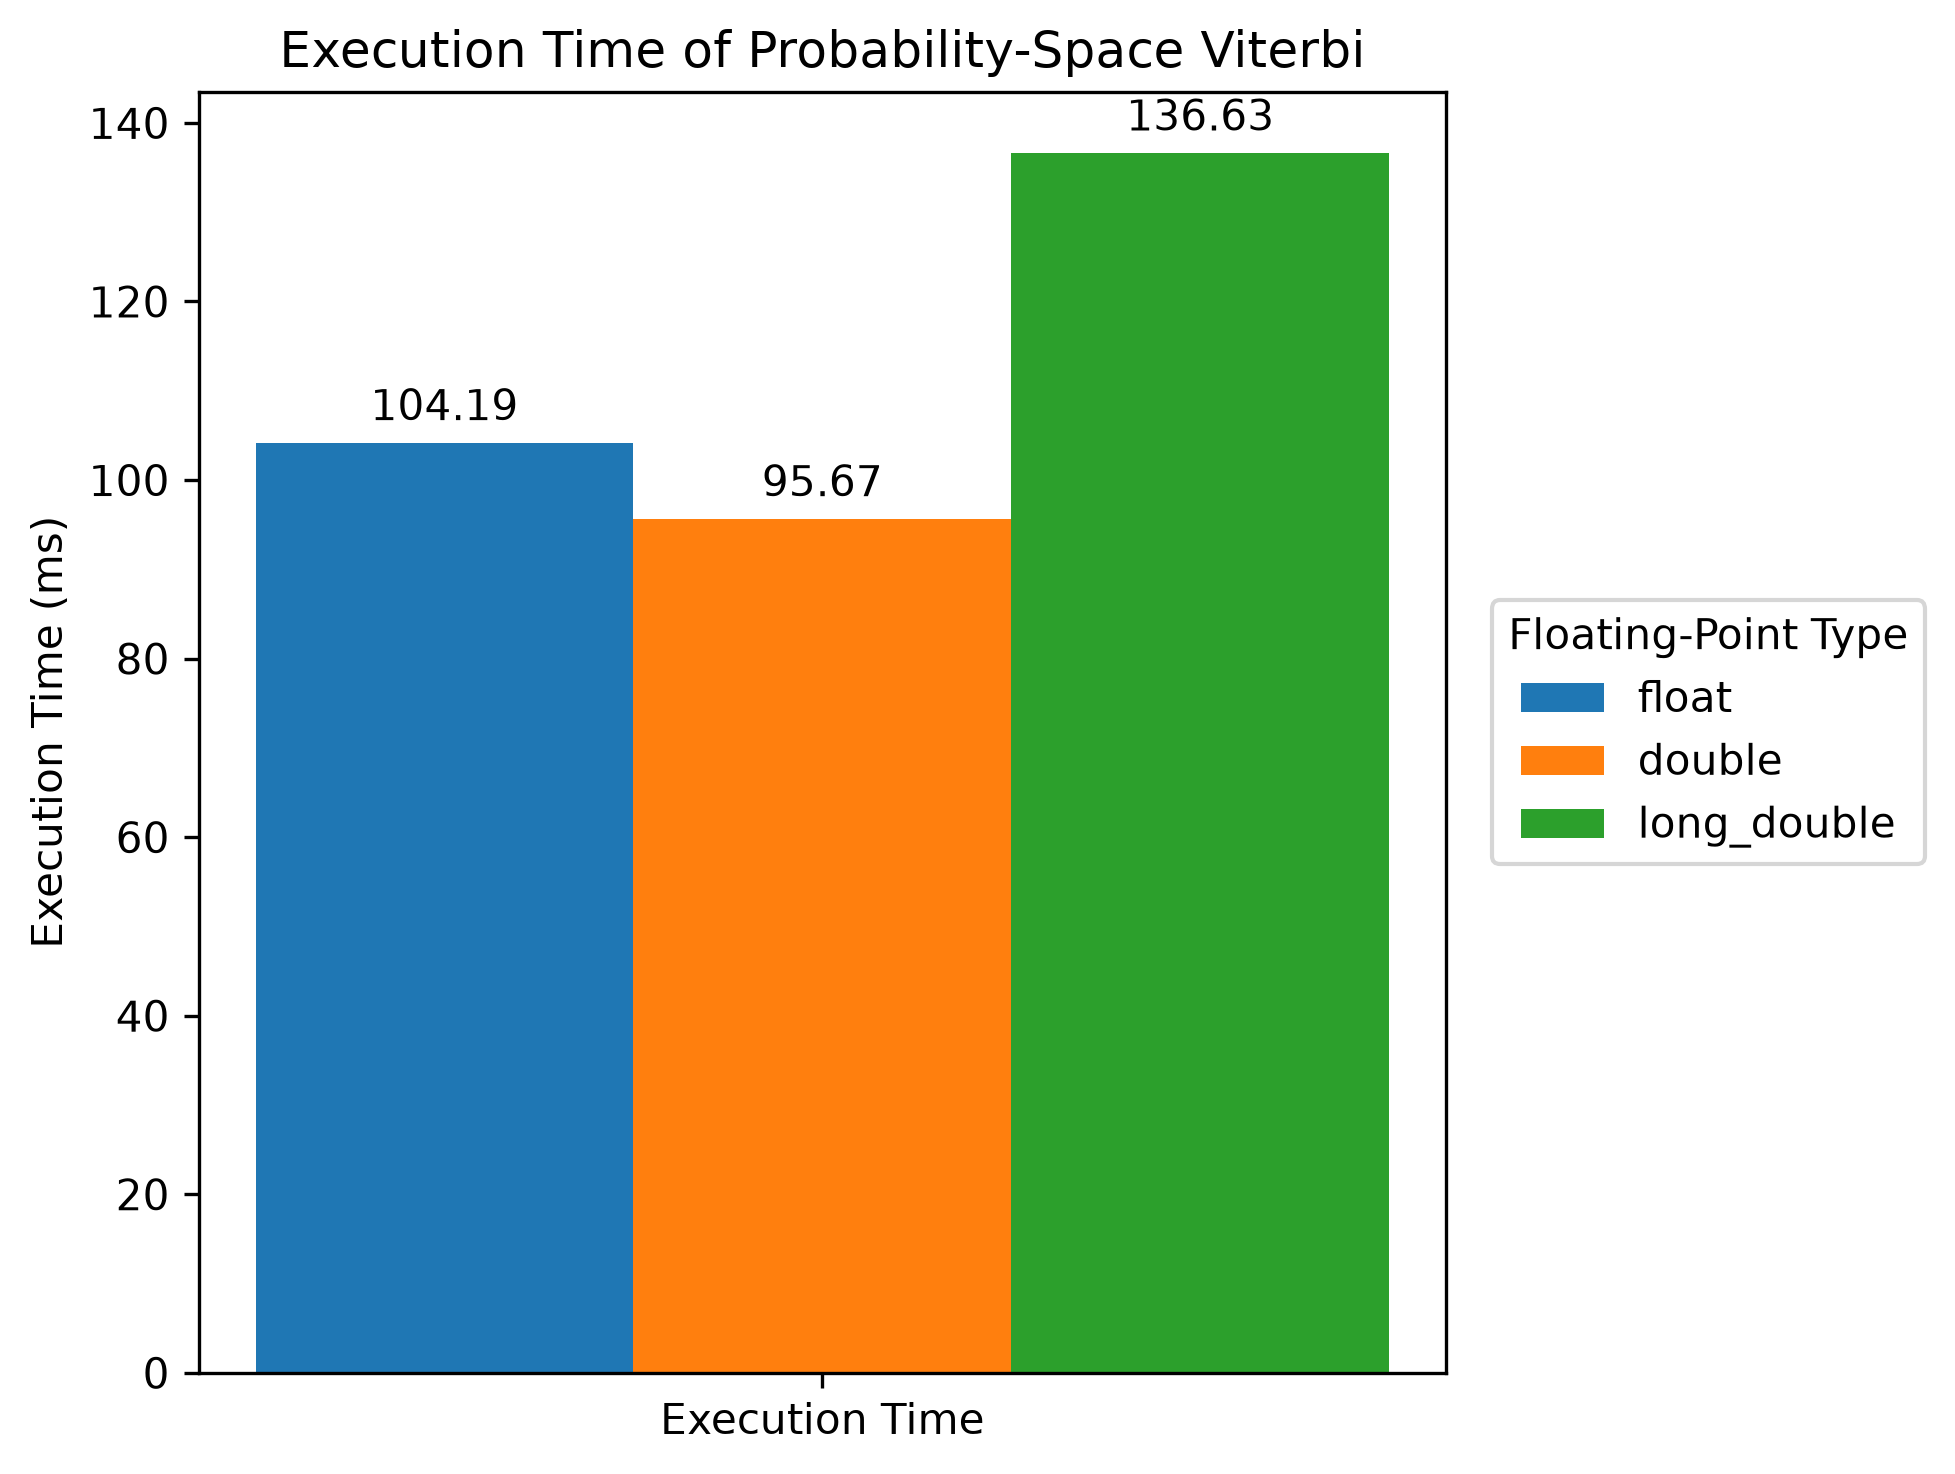 Execution Time of Probability-Space Viterbi
140
120
100
80
60
40
20
0
Execution Time (ms)
104.19
95.67
136.63
Execution Time
Floating-Point Type
float
double
long_double